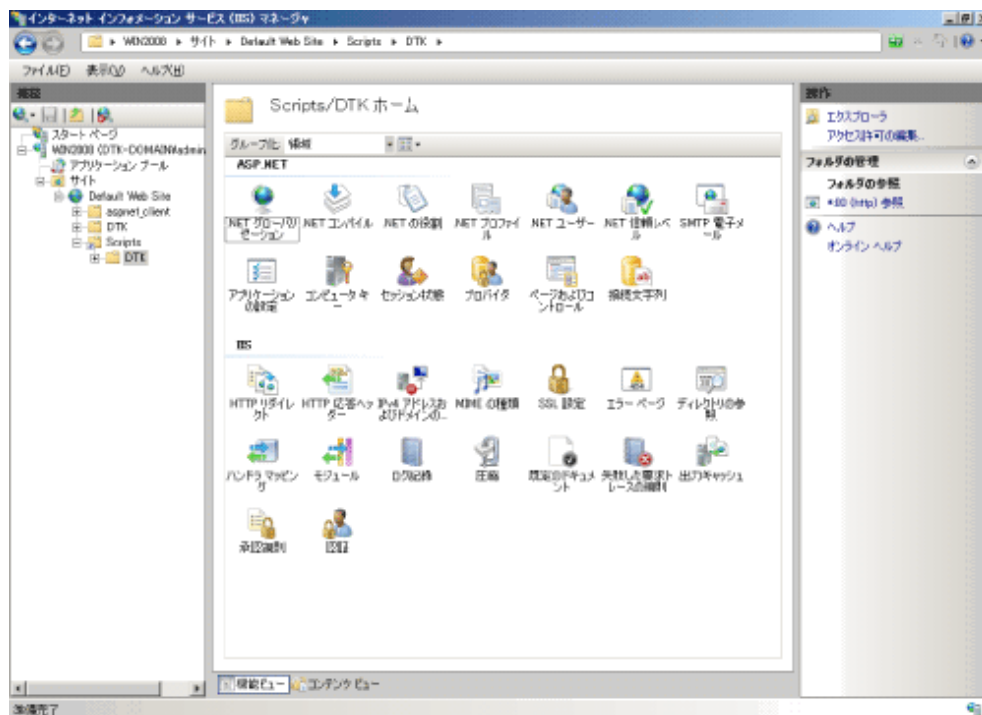 インターネット インフォメーション サービス (IIS) マネージャ
WIN2008 ▸ サイト ▸ Default Web Site ▸ Scripts ▸ DTK ▸
ファイル(F) 表示(V) ヘルプ(H)
接続
スタート ページ
WIN2008 (DTK-DOMAIN\admin
アプリケーション プール
サイト
Default Web Site
aspnet_client
DTK
Scripts
DTK
Scripts/DTK ホーム
グループ化: 領域
ASP.NET
.NET グローバリ
ゼーション
.NET コンパイル
.NET の役割
.NET プロファイ
ル
.NET ユーザー
.NET 信頼レベ
ル
SMTP 電子メ
ール
アプリケーション
の設定
コンピュータ キ
ー
セッション状態
プロバイダ
ページおよびコ
ントロール
接続文字列
IIS
HTTP リダイレ
クト
HTTP 応答ヘッ
ダー
IPv4 アドレスお
よびドメインの...
MIME の種類
SSL 設定
エラー ページ
ディレクトリの参
照
ハンドラ マッピン
グ
モジュール
ログ記録
圧縮
既定のドキュメ
ント
失敗した要求ト
レースの規則
出力キャッシュ
承認規則
認証
機能ビュー
コンテンツ ビュー
操作
エクスプローラ
アクセス許可の編集...
フォルダの管理
フォルダの参照
*:80 (http) 参照
ヘルプ
オンライン ヘルプ
準備完了